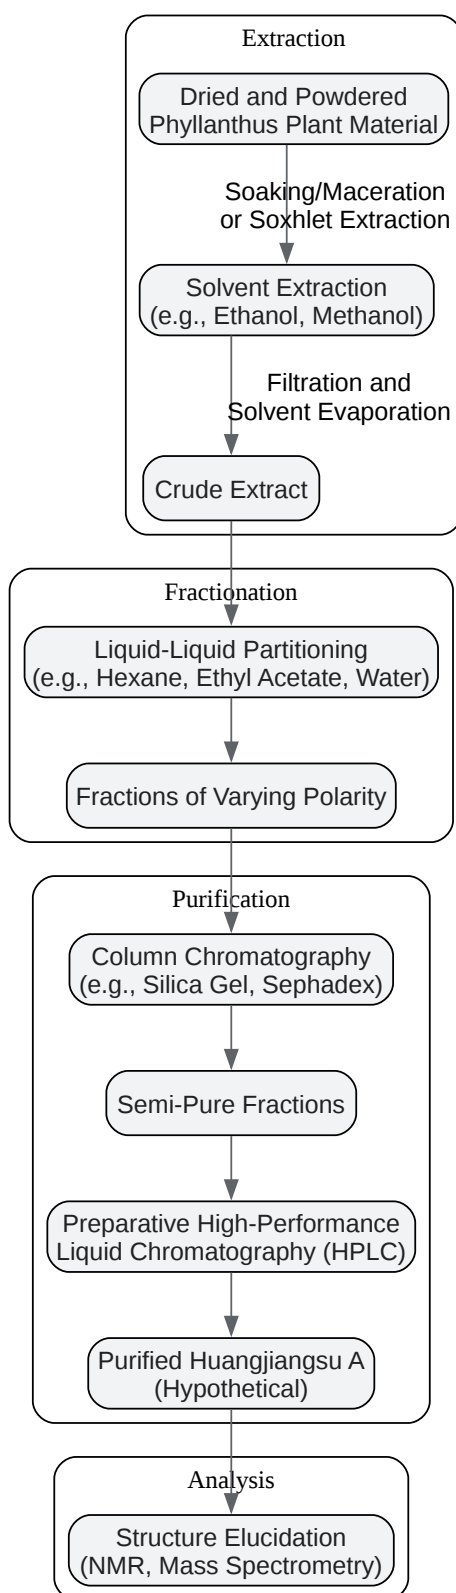 Extraction
Dried and Powdered
Phyllanthus Plant Material
Soaking/Maceration
or Soxhlet Extraction
Solvent Extraction
(e.g., Ethanol, Methanol)
Filtration and
Solvent Evaporation
Crude Extract
Fractionation
Liquid-Liquid Partitioning
(e.g., Hexane, Ethyl Acetate, Water)
Fractions of Varying Polarity
Purification
Column Chromatography
(e.g., Silica Gel, Sephadex)
Semi-Pure Fractions
Preparative High-Performance
Liquid Chromatography (HPLC)
Purified Huangjiangsu A
(Hypothetical)
Analysis
Structure Elucidation
(NMR, Mass Spectrometry)